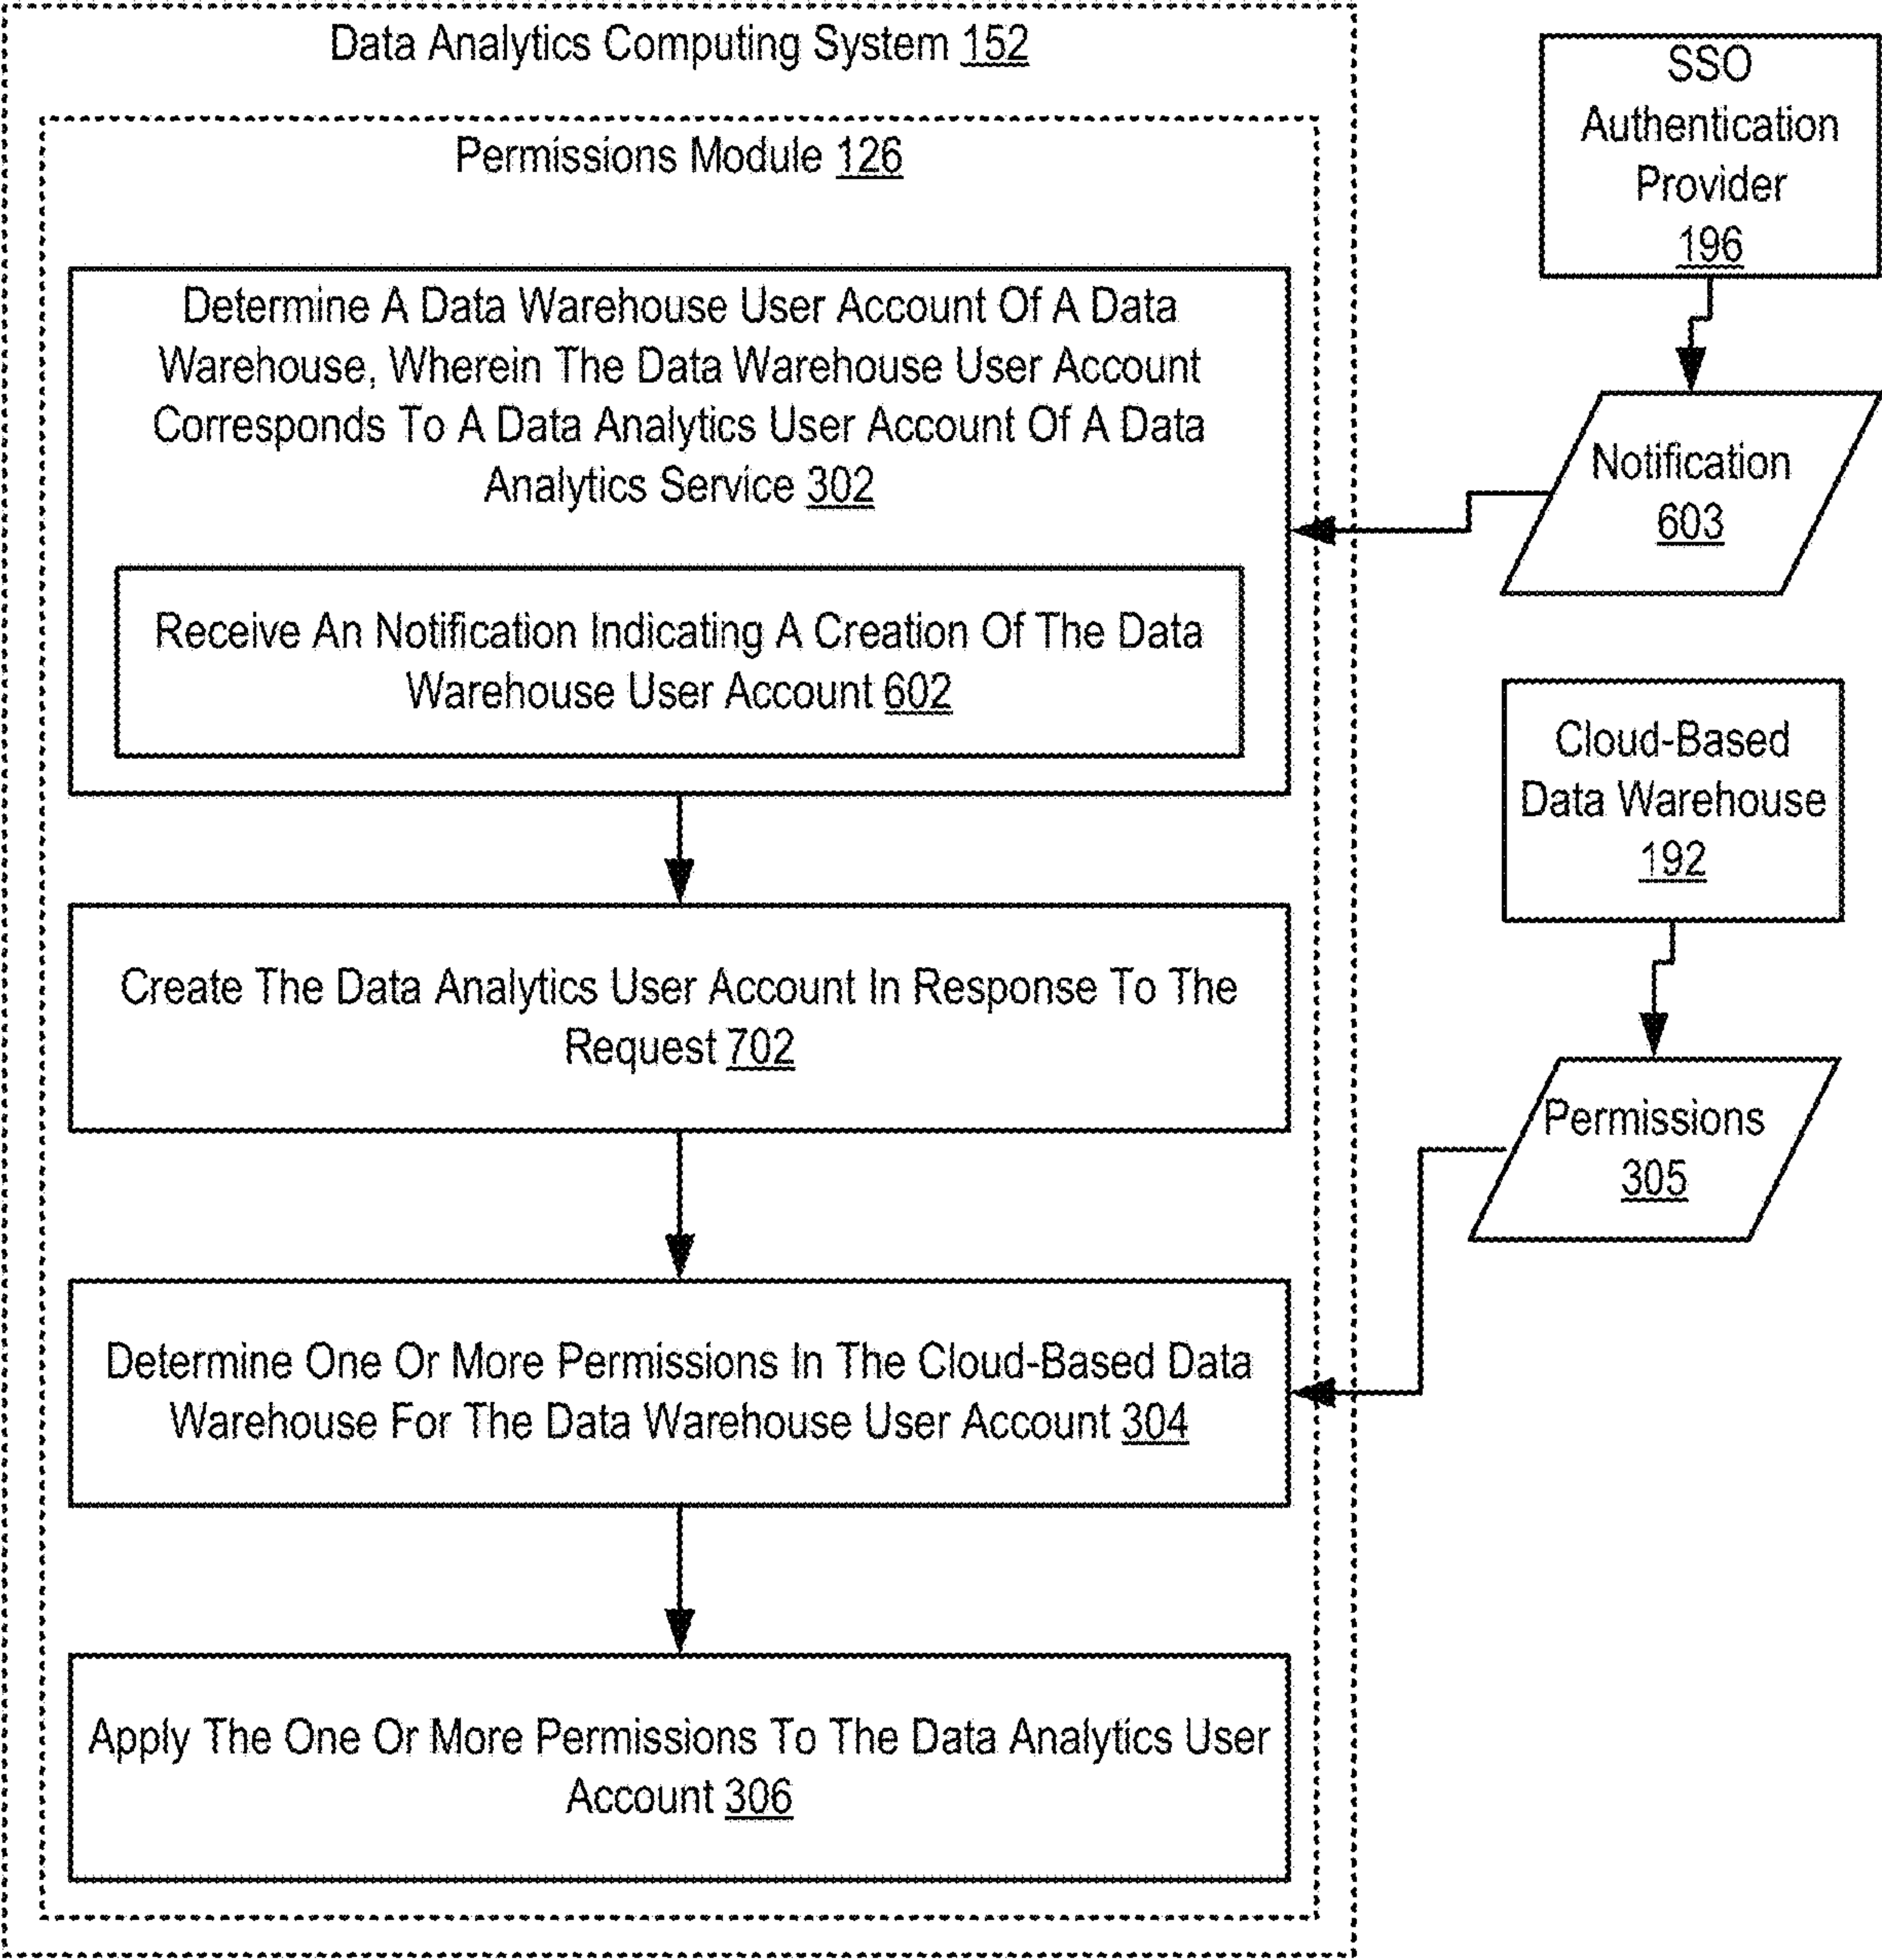 Data Analytics Computing System 152
Permissions Module 126
Determine A Data Warehouse User Account Of A Data
Warehouse, Wherein The Data Warehouse User Account
Corresponds To A Data Analytics User Account Of A Data
Analytics Service 302
Receive An Notification Indicating A Creation Of The Data
Warehouse User Account 602
Create The Data Analytics User Account In Response To The
Request 702
Determine One Or More Permissions In The Cloud-Based Data
Warehouse For The Data Warehouse User Account 304
Apply The One Or More Permissions To The Data Analytics User
Account 306
SSO
Authentication
Provider
196
Notification
603
Cloud-Based
Data Warehouse
192
Permissions
305